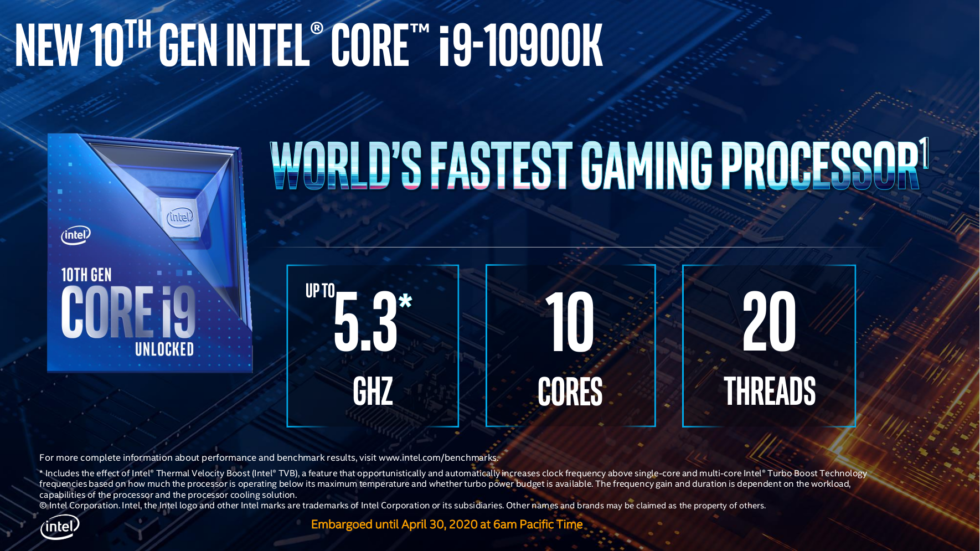 NEW 10TH GEN INTEL® CORE™ i9-10900K
WORLD'S FASTEST GAMING PROCESSOR1
intel
intel
10TH GEN
CORE i9
UNLOCKED
UP TO
5.3*
GHZ
10
CORES
20
THREADS
For more complete information about performance and benchmark results, visit www.intel.com/benchmarks.
* Includes the effect of Intel® Thermal Velocity Boost (Intel® TVB), a feature that opportunistically and automatically increases clock frequency above single-core and multi-core Intel® Turbo Boost Technology
frequencies based on how much the processor is operating below its maximum temperature and whether turbo power budget is available. The frequency gain and duration is dependent on the workload,
capabilities of the processor and the processor cooling solution.
© Intel Corporation. Intel, the Intel logo and other Intel marks are trademarks of Intel Corporation or its subsidiaries. Other names and brands may be claimed as the property of others.
intel
Embargoed until April 30, 2020 at 6am Pacific Time